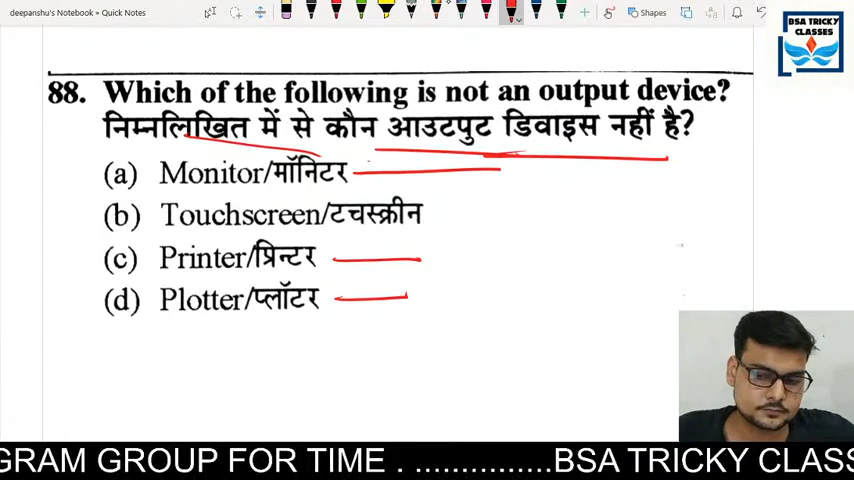 deepanshu's Notebook » Quick Notes
Shapes
BSA TRICKY
CLASSES
88. Which of the following is not an output device?
निम्नलिखित में से कौन आउटपुट डिवाइस नहीं है?
(a) Monitor/मॉनिटर
(b) Touchscreen/टचस्क्रीन
(c) Printer/प्रिन्टर
(d) Plotter/प्लॉटर
GRAM GROUP FOR TIME . ...............BSA TRICKY CLASS